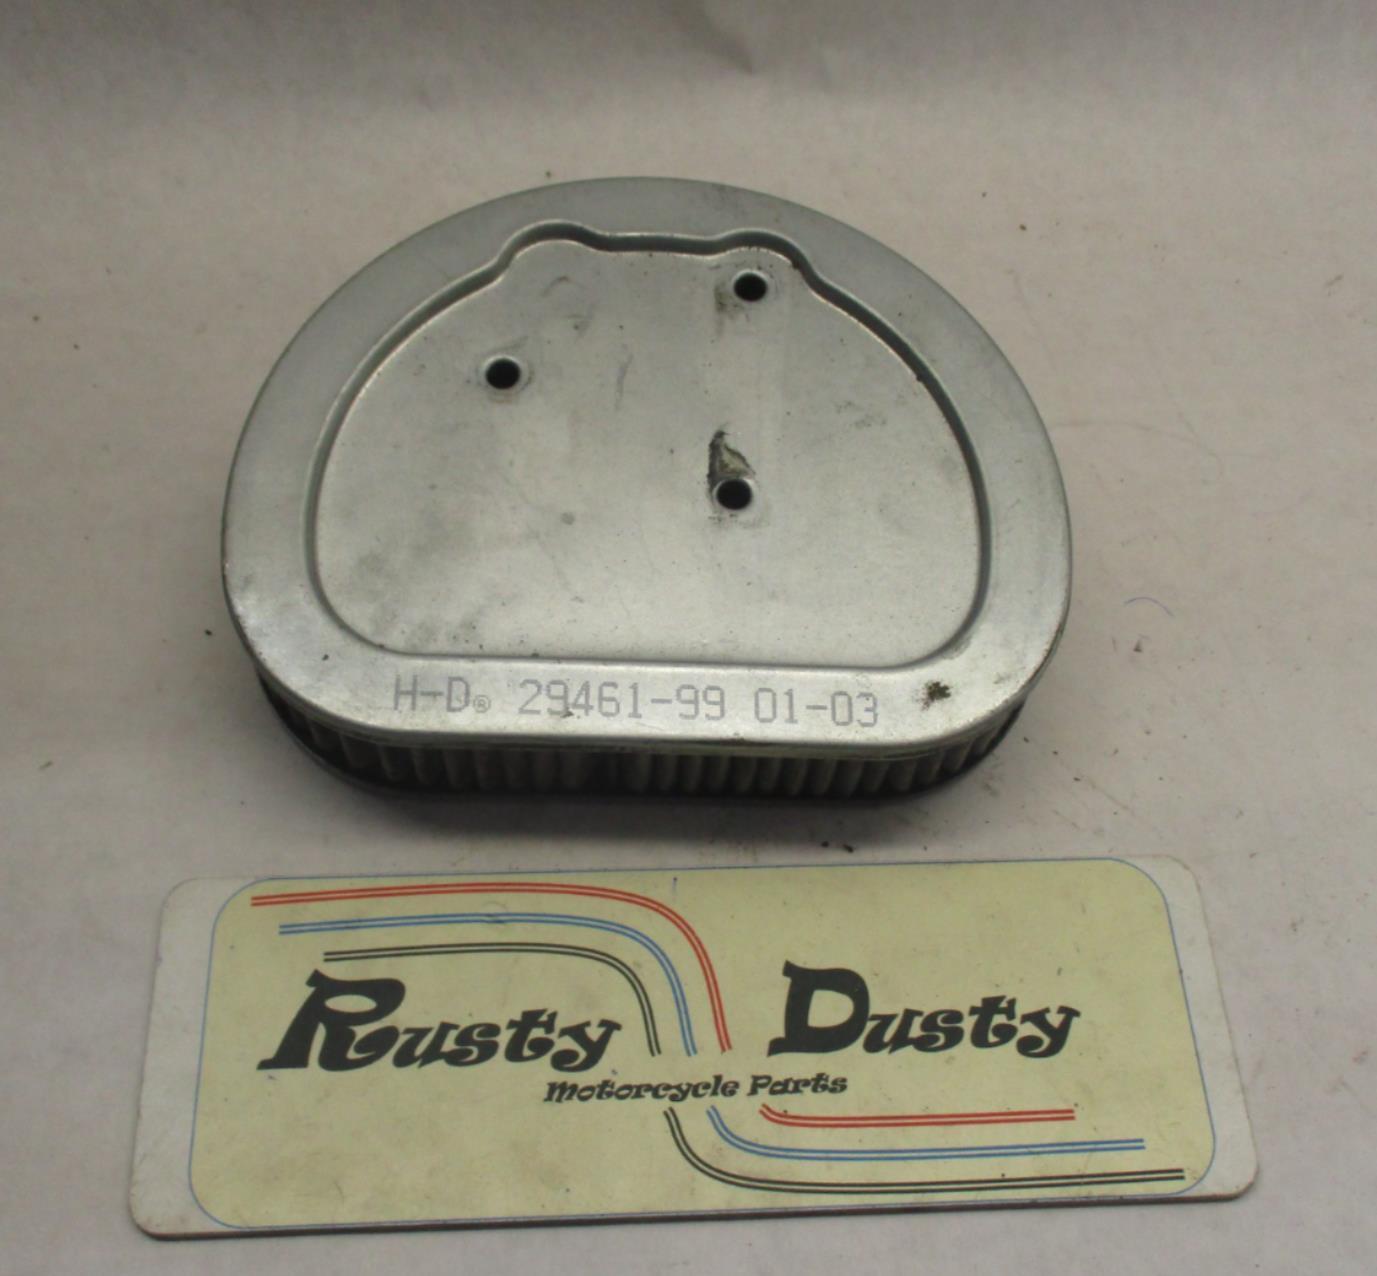 H-D® 29461-99 01-03
Rusty Dusty
Motorcycle Parts